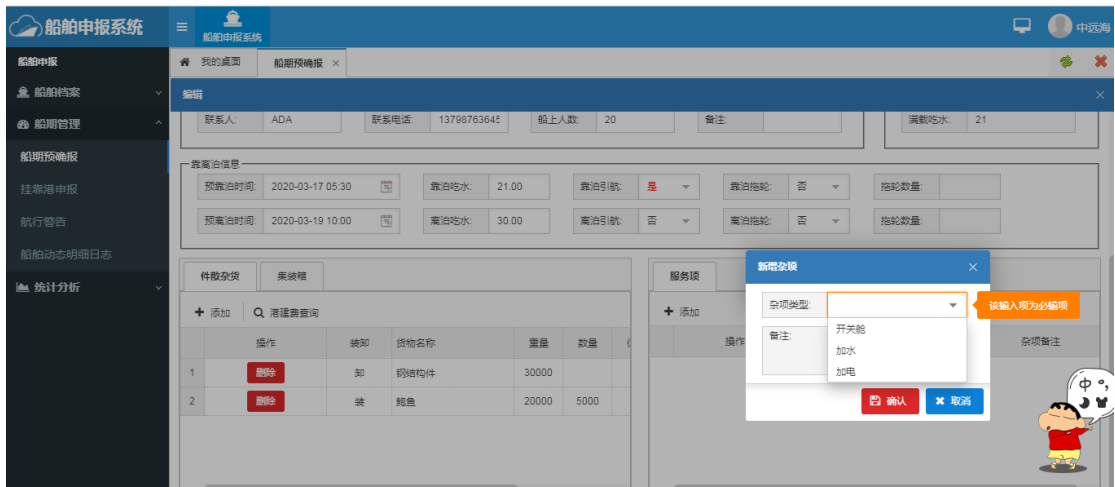 船舶申报系统
船舶申报系统
中远海
船舶申报
我的桌面
船期预确报 ×
船舶档案
编辑
船期管理
联系人: ADA 联系电话: 13798763645 船上人数: 20 备注: 满载吃水: 21
船期预确报
靠离泊信息
挂靠港申报
预靠泊时间: 2020-03-17 05:30 靠泊吃水: 21.00 靠泊引航: 是 靠泊拖轮: 否 拖轮数量:
航行警告
预离泊时间: 2020-03-19 10:00 离泊吃水: 30.00 离泊引航: 否 离泊拖轮: 否 拖轮数量:
船舶动态明细日志
统计分析
件散杂货 集装箱
服务项
新增杂项
+ 添加 港建费查询
+ 添加
杂项类型:
该输入项为必输项
操作 装卸 货物名称 重量 数量
操作
备注:
开关舱
加水
加电
杂项备注
1 删除 卸 钢结构件 30000
2 删除 装 鲍鱼 20000 5000
确认
取消
中 °,